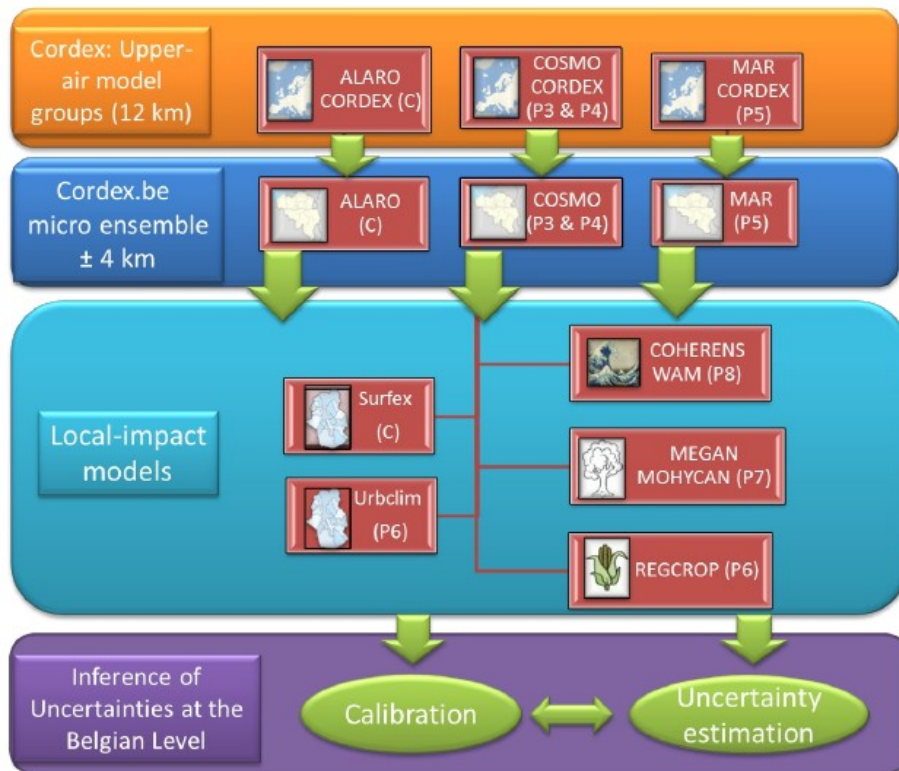 Cordex: Upper-
air model
groups (12 km)
ALARO
CORDEX (C)
COSMO
CORDEX
(P3 & P4)
MAR
CORDEX
(P5)
Cordex.be
micro ensemble
± 4 km
ALARO
(C)
COSMO
(P3 & P4)
MAR
(P5)
Local-impact
models
Surfex
(C)
Urbclim
(P6)
COHERENS
WAM (P8)
MEGAN
MOHYCAN (P7)
REGCROP (P6)
Inference of
Uncertainties at the
Belgian Level
Calibration
Uncertainty
estimation